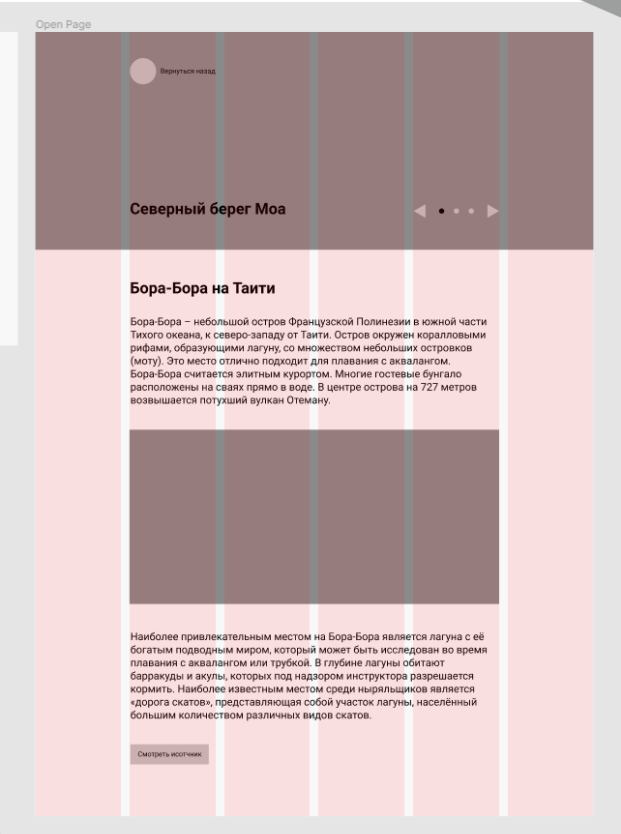 Open Page
Вернуться назад
Северный берег Моа
Бора-Бора на Таити
Бора-Бора – небольшой остров Французской Полинезии в южной части
Тихого океана, к северо-западу от Таити. Остров окружен коралловыми
рифами, образующими лагуну, со множеством небольших островков
(моту). Это место отлично подходит для плавания с аквалангом.
Бора-Бора считается элитным курортом. Многие гостевые бунгало
расположены на сваях прямо в воде. В центре острова на 727 метров
возвышается потухший вулкан Отеману.
Наиболее привлекательным местом на Бора-Бора является лагуна с её
богатым подводным миром, который может быть исследован во время
плавания с аквалангом или трубкой. В глубине лагуны обитают
барракуды и акулы, которых под надзором инструктора разрешается
кормить. Наиболее известным местом среди ныряльщиков является
«дорога скатов», представляющая собой участок лагуны, населённый
большим количеством различных видов скатов.
Смотреть исотчник